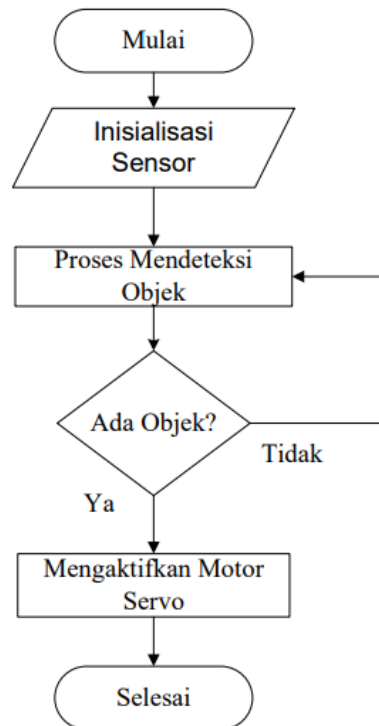 Mulai
Inisialisasi
Sensor
Proses Mendeteksi
Objek
Ada Objek?
Tidak
Ya
Mengaktifkan Motor
Servo
Selesai